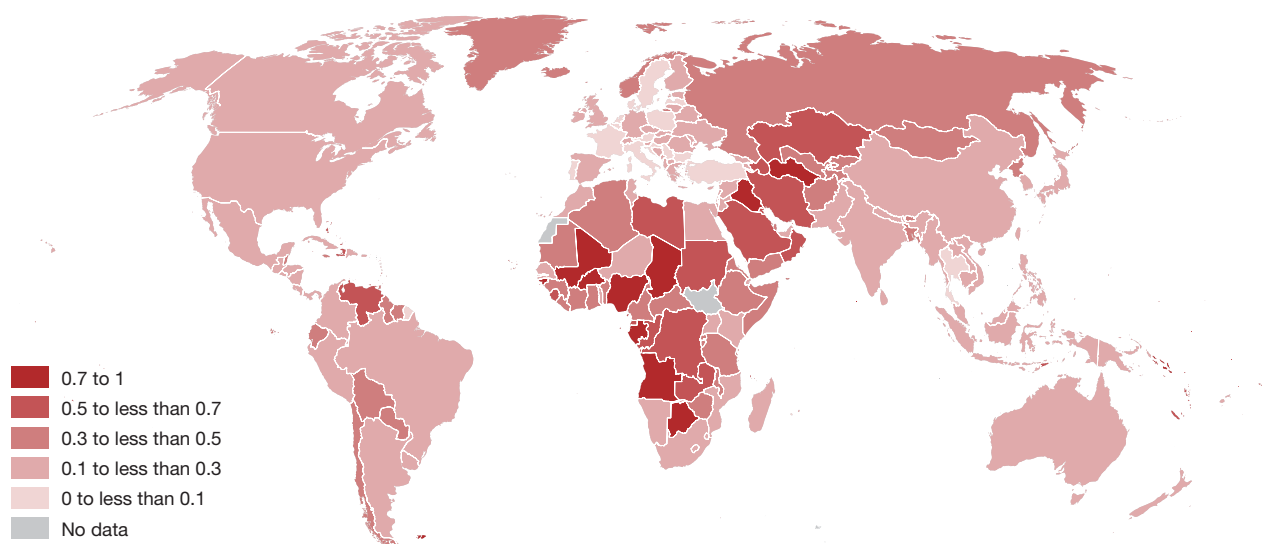 0.7 to 1
0.5 to less than 0.7
0.3 to less than 0.5
0.1 to less than 0.3
0 to less than 0.1
No data